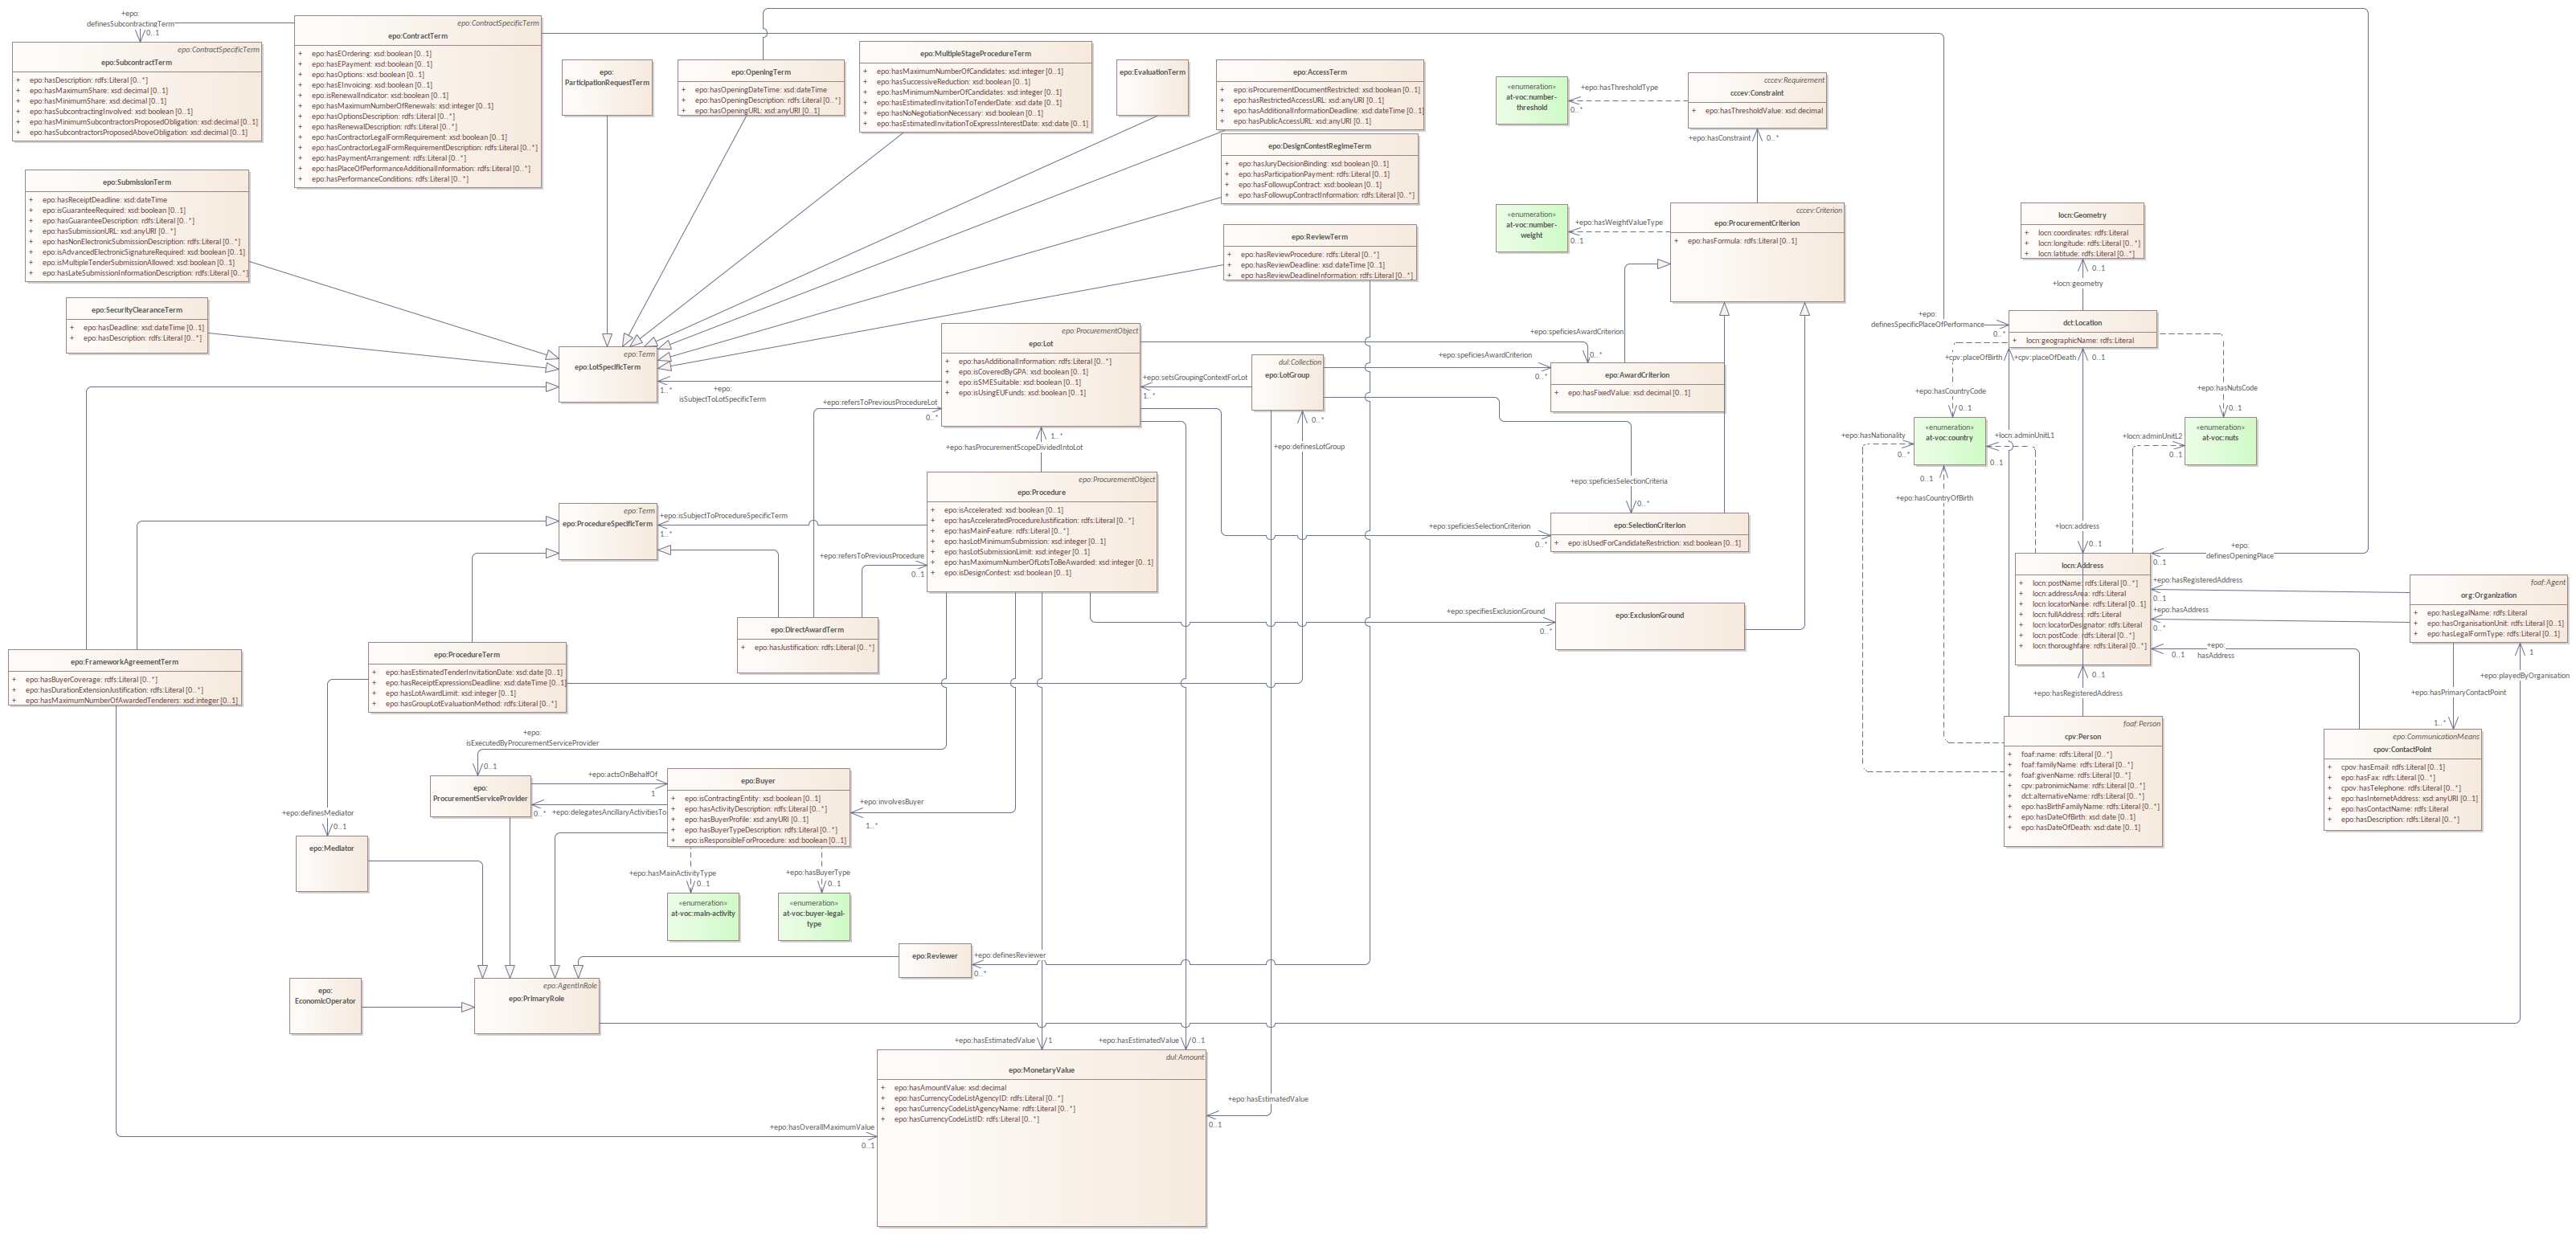 +epo:
definesSubcontractingTerm
0..1
epo:ContractSpecificTerm
epo:SubcontractTerm
+ epo:hasDescription: rdfs:Literal [0..*]
+ epo:hasMaximumShare: xsd:decimal [0..1]
+ epo:hasMinimumShare: xsd:decimal [0..1]
+ epo:hasSubcontractingInvolved: xsd:boolean [0..1]
+ epo:hasMinimumSubcontractorsProposedObligation: xsd:decimal [0..1]
+ epo:hasSubcontractorsProposedAboveObligation: xsd:decimal [0..1]
epo:ContractSpecificTerm
epo:ContractTerm
+ epo:hasEOrdering: xsd:boolean [0..1]
+ epo:hasEPayment: xsd:boolean [0..1]
+ epo:hasOptions: xsd:boolean [0..1]
+ epo:hasEInvoicing: xsd:boolean [0..1]
+ epo:isRenewalIndicator: xsd:boolean [0..1]
+ epo:hasMaximumNumberOfRenewals: xsd:integer [0..1]
+ epo:hasOptionsDescription: rdfs:Literal [0..*]
+ epo:hasRenewalDescription: rdfs:Literal [0..*]
+ epo:hasContractorLegalFormRequirement: xsd:boolean [0..1]
+ epo:hasContractorLegalFormRequirementDescription: rdfs:Literal [0..*]
+ epo:hasPaymentArrangement: rdfs:Literal [0..*]
+ epo:hasPlaceOfPerformanceAdditionalInformation: rdfs:Literal [0..*]
+ epo:hasPerformanceConditions: rdfs:Literal [0..*]
epo:
ParticipationRequestTerm
epo:OpeningTerm
+ epo:hasOpeningDateTime: xsd:dateTime
+ epo:hasOpeningDescription: rdfs:Literal [0..*]
+ epo:hasOpeningURL: xsd:anyURI [0..1]
epo:MultipleStageProcedureTerm
+ epo:hasMaximumNumberOfCandidates: xsd:integer [0..1]
+ epo:hasSuccessiveReduction: xsd:boolean [0..1]
+ epo:hasMinimumNumberOfCandidates: xsd:integer [0..1]
+ epo:hasEstimatedInvitationToTenderDate: xsd:date [0..1]
+ epo:hasNoNegotiationNecessary: xsd:boolean [0..1]
+ epo:hasEstimatedInvitationToExpressInterestDate: xsd:date [0..1]
epo:EvaluationTerm
epo:AccessTerm
+ epo:isProcurementDocumentRestricted: xsd:boolean [0..1]
+ epo:hasRestrictedAccessURL: xsd:anyURI [0..1]
+ epo:hasAdditionalInformationDeadline: xsd:dateTime [0..1]
+ epo:hasPublicAccessURL: xsd:anyURI [0..1]
epo:DesignContestRegimeTerm
+ epo:hasJuryDecisionBinding: xsd:boolean [0..1]
+ epo:hasParticipationPayment: rdfs:Literal [0..1]
+ epo:hasFollowupContract: xsd:boolean [0..1]
+ epo:hasFollowupContractInformation: rdfs:Literal [0..*]
epo:ReviewTerm
+ epo:hasReviewProcedure: rdfs:Literal [0..*]
+ epo:hasReviewDeadline: xsd:dateTime [0..1]
+ epo:hasReviewDeadlineInformation: rdfs:Literal [0..*]
«enumeration»
at-voc:number-
threshold
+epo:hasThresholdType
0..*
cccev:Requirement
cccev:Constraint
+ epo:hasThresholdValue: xsd:decimal
+epo:hasConstraint 0..*
«enumeration»
at-voc:number-
weight
+epo:hasWeightValueType
0..1
cccev:Criterion
epo:ProcurementCriterion
+ epo:hasFormula: rdfs:Literal [0..1]
locn:Geometry
+ locn:coordinates: rdfs:Literal
+ locn:longitude: rdfs:Literal [0..*]
+ locn:latitude: rdfs:Literal [0..*]
0..1
+locn:geometry
+epo:
definesSpecificPlaceOfPerformance
0..*
dct:Location
+ locn:geographicName: rdfs:Literal
+cpv:placeOfBirth +cpv:placeOfDeath 0..1
+epo:hasCountryCode
0..1
+epo:hasNutsCode
0..1
«enumeration»
at-voc:country
«enumeration»
at-voc:nuts
+epo:hasNationality
0..*
+locn:adminUnitL1
0..1
+locn:adminUnitL2
0..1
0..1
+epo:hasCountryOfBirth
epo:SubmissionTerm
+ epo:hasReceiptDeadline: xsd:dateTime
+ epo:isGuaranteeRequired: xsd:boolean [0..1]
+ epo:hasGuaranteeDescription: rdfs:Literal [0..*]
+ epo:hasSubmissionURL: xsd:anyURI [0..*]
+ epo:hasNonElectronicSubmissionDescription: rdfs:Literal [0..*]
+ epo:isAdvancedElectronicSignatureRequired: xsd:boolean [0..1]
+ epo:isMultipleTenderSubmissionAllowed: xsd:boolean [0..1]
+ epo:hasLateSubmissionInformationDescription: rdfs:Literal [0..*]
epo:SecurityClearanceTerm
+ epo:hasDeadline: xsd:dateTime [0..1]
+ epo:hasDescription: rdfs:Literal [0..*]
epo:Term
epo:LotSpecificTerm
1..*
+epo:
isSubjectToLotSpecificTerm
epo:ProcurementObject
epo:Lot
+ epo:hasAdditionalInformation: rdfs:Literal [0..*]
+ epo:isCoveredByGPA: xsd:boolean [0..1]
+ epo:isSMESuitable: xsd:boolean [0..1]
+ epo:isUsingEUFunds: xsd:boolean [0..1]
+epo:setsGroupingContextForLot
1..*
dul:Collection
epo:LotGroup
0..*
+epo:definesLotGroup
+epo:speficiesAwardCriterion
0..*
+epo:speficiesAwardCriterion
0..*
epo:AwardCriterion
+ epo:hasFixedValue: xsd:decimal [0..1]
+epo:speficiesSelectionCriteria
0..*
+epo:speficiesSelectionCriterion
0..*
epo:SelectionCriterion
+ epo:isUsedForCandidateRestriction: xsd:boolean [0..1]
+epo:refersToPreviousProcedureLot
0..*
1..*
+epo:hasProcurementScopeDividedIntoLot
epo:ProcurementObject
epo:Procedure
+ epo:isAccelerated: xsd:boolean [0..1]
+ epo:hasAcceleratedProcedureJustification: rdfs:Literal [0..*]
+ epo:hasMainFeature: rdfs:Literal [0..*]
+ epo:hasLotMinimumSubmission: xsd:integer [0..1]
+ epo:hasLotSubmissionLimit: xsd:integer [0..1]
+ epo:hasMaximumNumberOfLotsToBeAwarded: xsd:integer [0..1]
+ epo:isDesignContest: xsd:boolean [0..1]
epo:Term
epo:ProcedureSpecificTerm
+epo:isSubjectToProcedureSpecificTerm
1..*
+epo:refersToPreviousProcedure
0..1
epo:DirectAwardTerm
+ epo:hasJustification: rdfs:Literal [0..*]
+epo:specifiesExclusionGround
0..*
epo:ExclusionGround
+locn:address
0..1
locn:Address
+ locn:postName: rdfs:Literal [0..*]
+ locn:addressArea: rdfs:Literal
+ locn:locatorName: rdfs:Literal [0..1]
+ locn:fullAddress: rdfs:Literal
+ locn:locatorDesignator: rdfs:Literal
+ locn:postCode: rdfs:Literal [0..*]
+ locn:thoroughfare: rdfs:Literal [0..*]
+epo:
definesOpeningPlace
0..1
+epo:hasRegisteredAddress
0..1
+epo:hasAddress
0..*
+epo:
hasAddress
0..1
foaf:Agent
org:Organization
+ epo:hasLegalName: rdfs:Literal
+ epo:hasOrganisationUnit: rdfs:Literal [0..1]
+ epo:hasLegalFormType: rdfs:Literal [0..1]
1
+epo:playedByOrganisation
+epo:hasPrimaryContactPoint
1..*
0..1
+epo:hasRegisteredAddress
foaf:Person
cpv:Person
+ foaf:name: rdfs:Literal [0..*]
+ foaf:familyName: rdfs:Literal [0..*]
+ foaf:givenName: rdfs:Literal [0..*]
+ cpv:patronimicName: rdfs:Literal [0..*]
+ dct:alternativeName: rdfs:Literal [0..*]
+ epo:hasBirthFamilyName: rdfs:Literal [0..*]
+ epo:hasDateOfBirth: xsd:date [0..1]
+ epo:hasDateOfDeath: xsd:date [0..1]
epo:CommunicationMeans
cpov:ContactPoint
+ cpov:hasEmail: rdfs:Literal [0..1]
+ epo:hasFax: rdfs:Literal [0..*]
+ cpov:hasTelephone: rdfs:Literal [0..*]
+ epo:hasInternetAddress: xsd:anyURI [0..1]
+ epo:hasContactName: rdfs:Literal
+ epo:hasDescription: rdfs:Literal [0..*]
epo:FrameworkAgreementTerm
+ epo:hasBuyerCoverage: rdfs:Literal [0..*]
+ epo:hasDurationExtensionJustification: rdfs:Literal [0..*]
+ epo:hasMaximumNumberOfAwardedTenderers: xsd:integer [0..1]
epo:ProcedureTerm
+ epo:hasEstimatedTenderInvitationDate: xsd:date [0..1]
+ epo:hasReceiptExpressionsDeadline: xsd:dateTime [0..1]
+ epo:hasLotAwardLimit: xsd:integer [0..1]
+ epo:hasGroupLotEvaluationMethod: rdfs:Literal [0..*]
+epo:
isExecutedByProcurementServiceProvider
0..1
epo:
ProcurementServiceProvider
+epo:actsOnBehalfOf
1
0..*
+epo:delegatesAncillaryActivitiesTo
epo:Buyer
+ epo:isContractingEntity: xsd:boolean [0..1]
+ epo:hasActivityDescription: rdfs:Literal [0..*]
+ epo:hasBuyerProfile: xsd:anyURI [0..1]
+ epo:hasBuyerTypeDescription: rdfs:Literal [0..*]
+ epo:isResponsibleForProcedure: xsd:boolean [0..1]
+epo:involvesBuyer
1..*
+epo:definesMediator
0..1
epo:Mediator
+epo:hasMainActivityType
0..1
+epo:hasBuyerType
0..1
«enumeration»
at-voc:main-activity
«enumeration»
at-voc:buyer-legal-
type
epo:Reviewer
+epo:definesReviewer
0..*
epo:
EconomicOperator
epo:AgentInRole
epo:PrimaryRole
+epo:hasEstimatedValue 1
+epo:hasEstimatedValue 0..1
dul:Amount
epo:MonetaryValue
+ epo:hasAmountValue: xsd:decimal
+ epo:hasCurrencyCodeListAgencyID: rdfs:Literal [0..*]
+ epo:hasCurrencyCodeListAgencyName: rdfs:Literal [0..*]
+ epo:hasCurrencyCodeListID: rdfs:Literal [0..*]
+epo:hasEstimatedValue
0..1
+epo:hasOverallMaximumValue
0..1